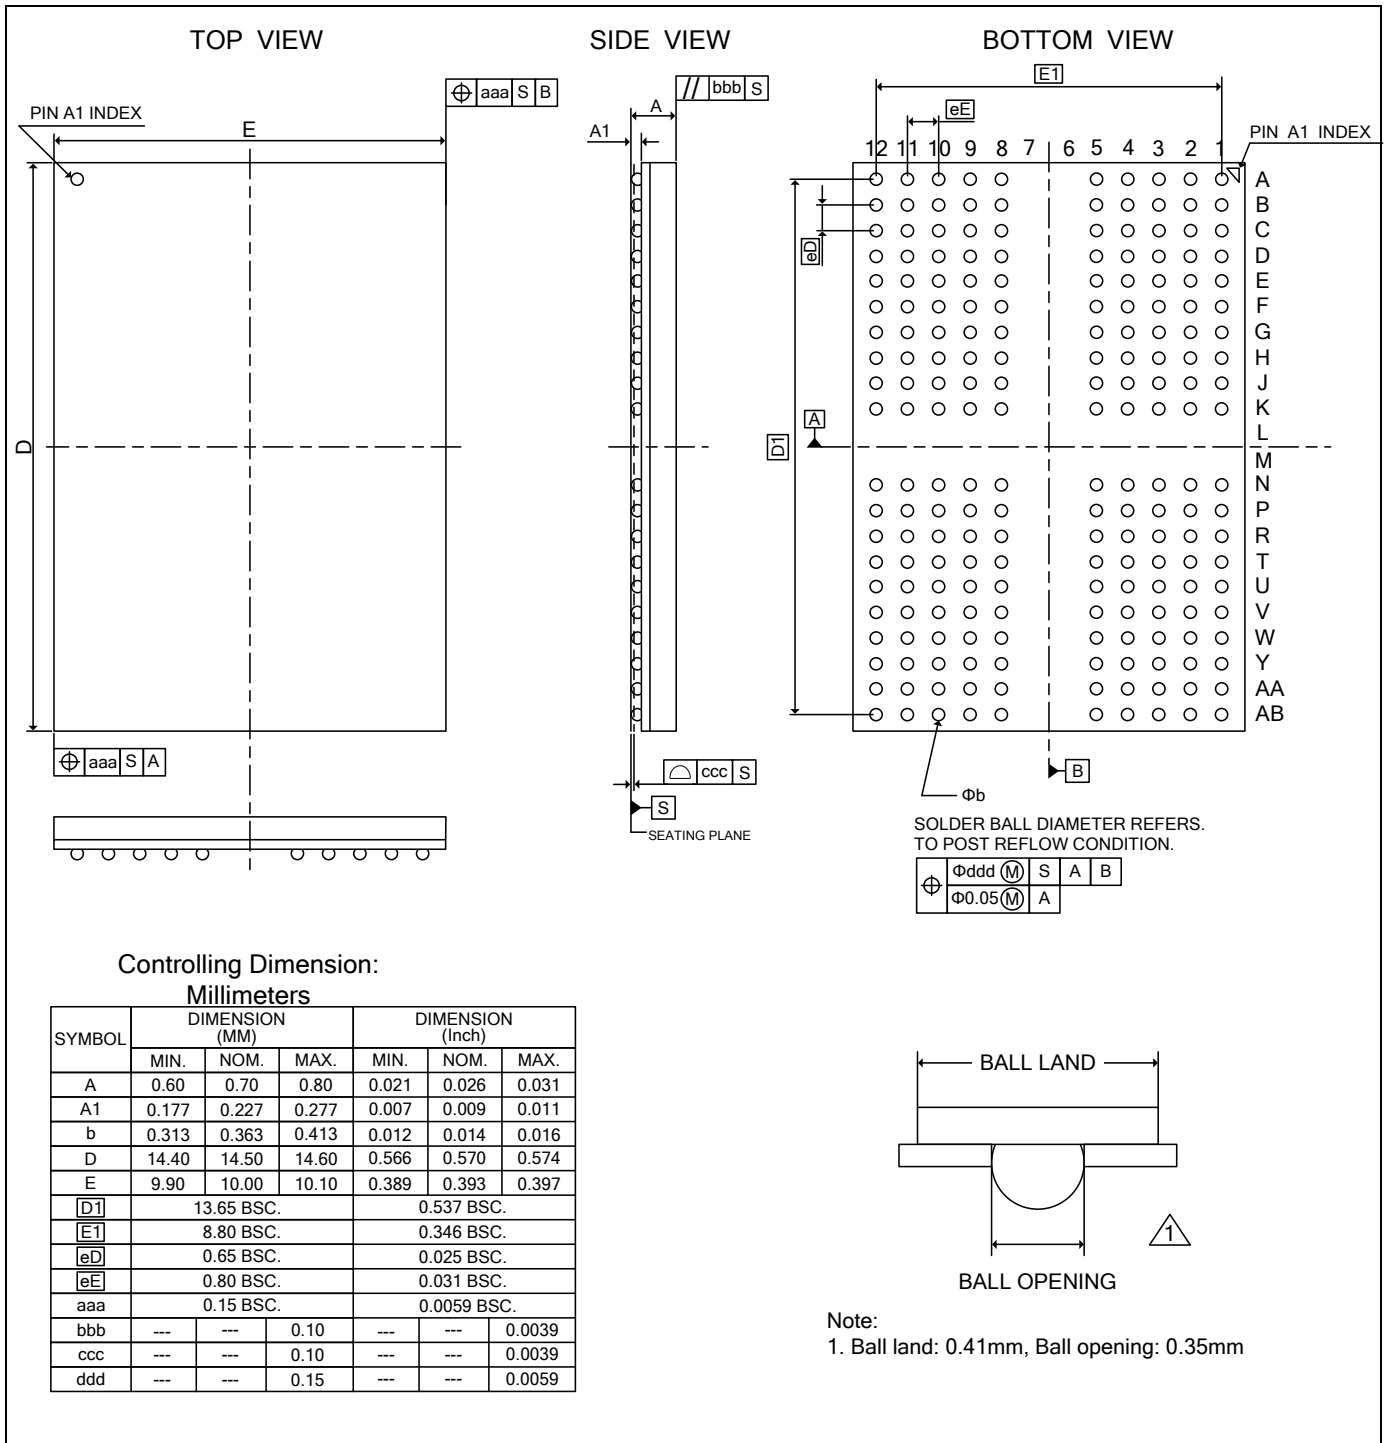 TOP VIEW
SIDE VIEW
BOTTOM VIEW
aaa S B
PIN A1 INDEX
E
D
aaa S A
// bbb S
A
A1
ccc S
S
SEATING PLANE
E1
eE
PIN A1 INDEX
12 11 10 9 8 7 6 5 4 3 2 1
A
B
C
D
E
F
G
H
J
K
L
M
N
P
R
T
U
V
W
Y
AA
AB
eD
D1
A
B
Φb
SOLDER BALL DIAMETER REFERS.
TO POST REFLOW CONDITION.
Φddd Ⓜ S A B
Φ0.05 Ⓜ A
Controlling Dimension:
Millimeters
SYMBOL DIMENSION (MM) DIMENSION (Inch)
MIN. NOM. MAX. MIN. NOM. MAX.
A 0.60 0.70 0.80 0.021 0.026 0.031
A1 0.177 0.227 0.277 0.007 0.009 0.011
b 0.313 0.363 0.413 0.012 0.014 0.016
D 14.40 14.50 14.60 0.566 0.570 0.574
E 9.90 10.00 10.10 0.389 0.393 0.397
D1 13.65 BSC. 0.537 BSC.
E1 8.80 BSC. 0.346 BSC.
eD 0.65 BSC. 0.025 BSC.
eE 0.80 BSC. 0.031 BSC.
aaa 0.15 BSC. 0.0059 BSC.
bbb --- --- 0.10 --- --- 0.0039
ccc --- --- 0.10 --- --- 0.0039
ddd --- --- 0.15 --- --- 0.0059
BALL LAND
1
BALL OPENING
Note:
1. Ball land: 0.41mm, Ball opening: 0.35mm